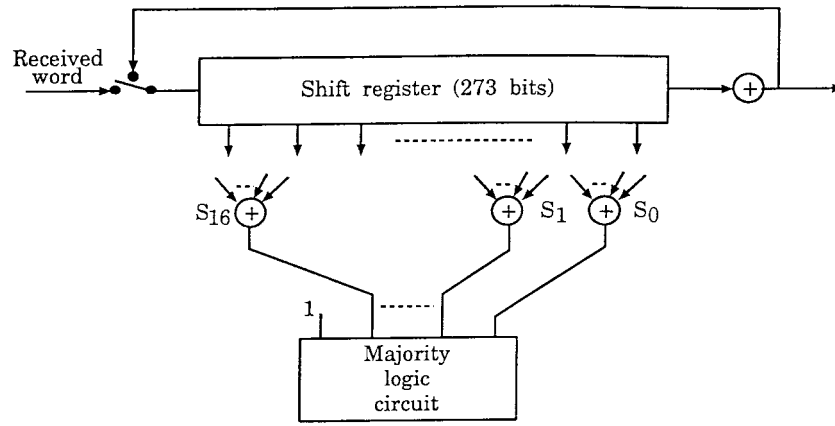 Received
word
Shift register (273 bits)
+
S16
+
+
S1
+
S0
1
Majority
logic
circuit